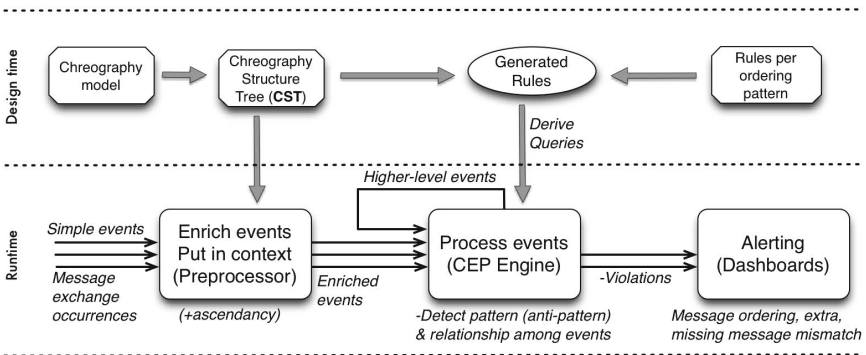 Design time
Chreography
model
Chreography
Structure
Tree (CST)
Generated
Rules
Rules per
ordering
pattern
Derive
Queries
Runtime
Higher-level events
Simple events
Message
exchange
occurrences
Enrich events
Put in context
(Preprocessor)
(+ascendancy)
Enriched
events
Process events
(CEP Engine)
-Detect pattern (anti-pattern)
& relationship among events
-Violations
Alerting
(Dashboards)
Message ordering, extra,
missing message mismatch